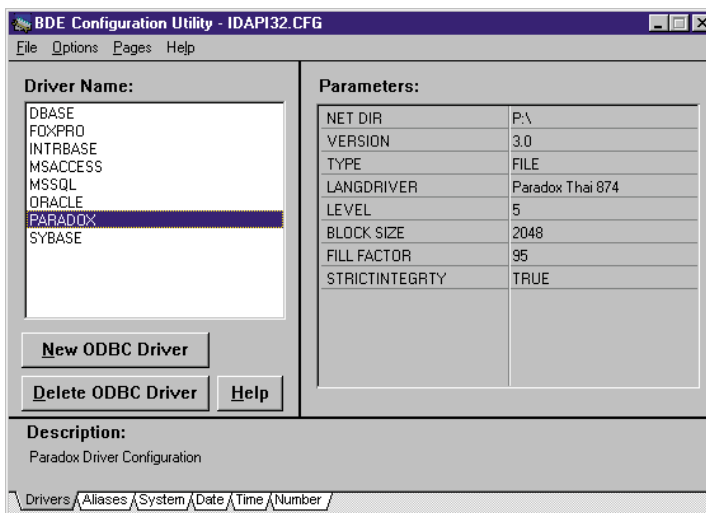 BDE Configuration Utility - IDAPI32.CFG
File Options Pages Help
Driver Name:
DBASE
FOXPRO
INTRBASE
MSACCESS
MSSQL
ORACLE
PARADOX
SYBASE
New ODBC Driver
Delete ODBC Driver Help
Parameters:
NET DIR P:\
VERSION 3.0
TYPE FILE
LANGDRIVER Paradox Thai 874
LEVEL 5
BLOCK SIZE 2048
FILL FACTOR 95
STRICTINTEGRTY TRUE
Description:
Paradox Driver Configuration
Drivers Aliases System Date Time Number